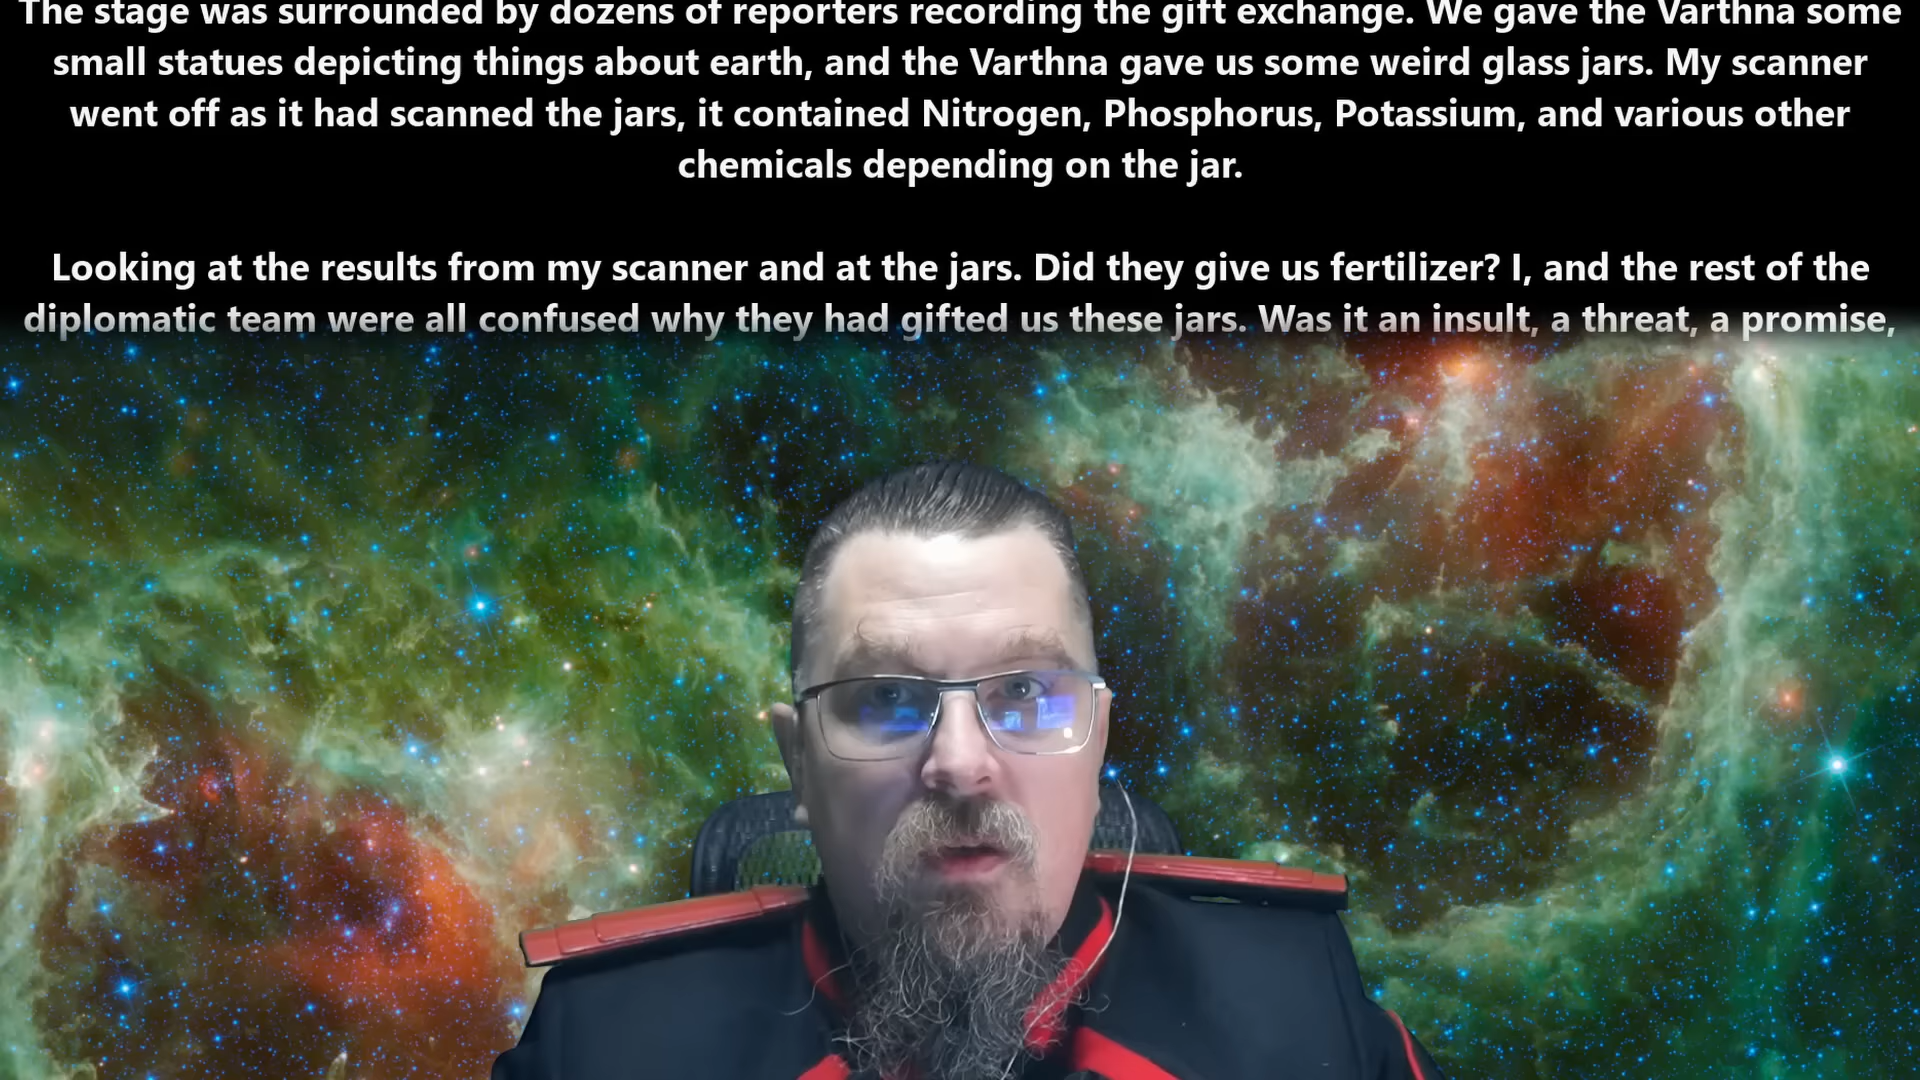 The stage was surrounded by dozens of reporters recording the gift exchange. We gave the Varthna some
small statues depicting things about earth, and the Varthna gave us some weird glass jars. My scanner
went off as it had scanned the jars, it contained Nitrogen, Phosphorus, Potassium, and various other
chemicals depending on the jar.
Looking at the results from my scanner and at the jars. Did they give us fertilizer? I, and the rest of the
diplomatic team were all confused why they had gifted us these jars. Was it an insult, a threat, a promise,